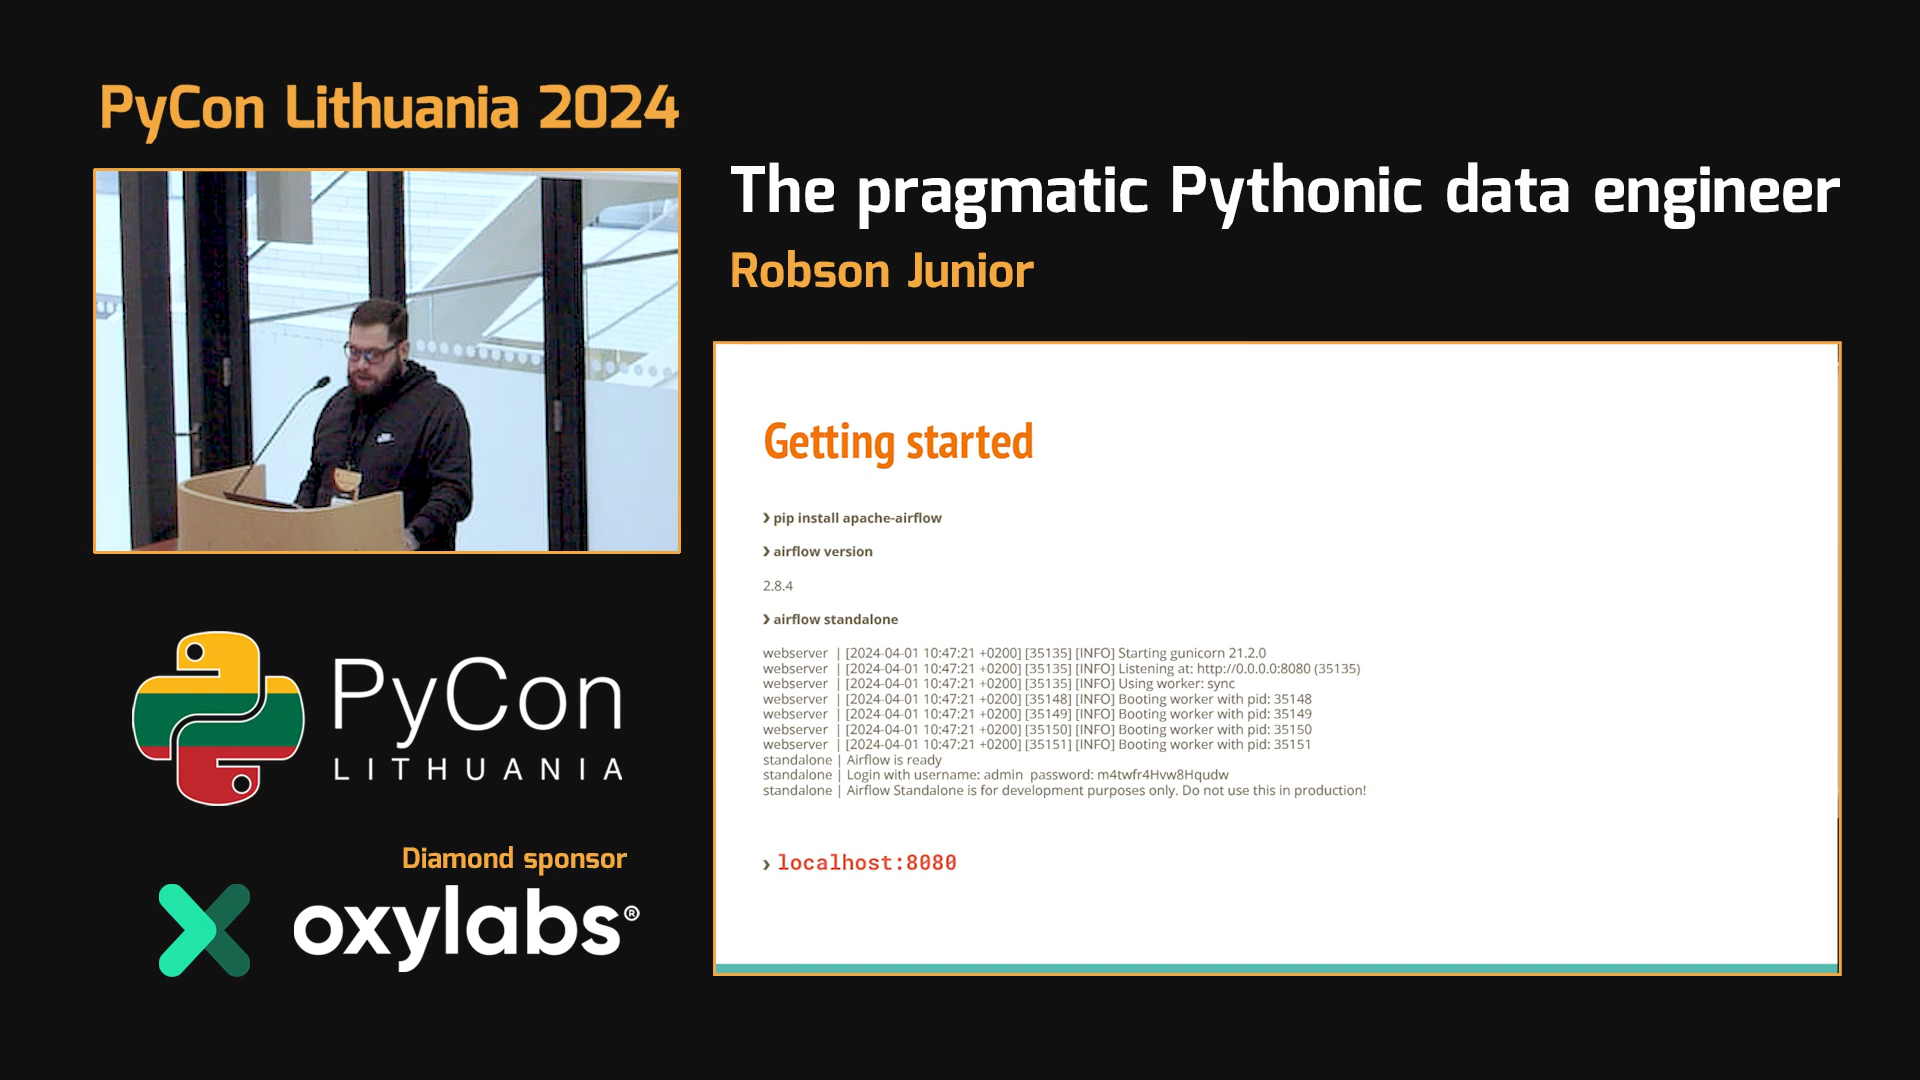 PyCon Lithuania 2024
The pragmatic Pythonic data engineer
Robson Junior
Getting started
❯ pip install apache-airflow
❯ airflow version
2.8.4
❯ airflow standalone
webserver | [2024-04-01 10:47:21 +0200] [35135] [INFO] Starting gunicorn 21.2.0
webserver | [2024-04-01 10:47:21 +0200] [35135] [INFO] Listening at: http://0.0.0.0:8080 (35135)
webserver | [2024-04-01 10:47:21 +0200] [35135] [INFO] Using worker: sync
webserver | [2024-04-01 10:47:21 +0200] [35148] [INFO] Booting worker with pid: 35148
webserver | [2024-04-01 10:47:21 +0200] [35149] [INFO] Booting worker with pid: 35149
webserver | [2024-04-01 10:47:21 +0200] [35150] [INFO] Booting worker with pid: 35150
webserver | [2024-04-01 10:47:21 +0200] [35151] [INFO] Booting worker with pid: 35151
standalone | Airflow is ready
standalone | Login with username: admin password: m4twfr4Hvw8Hqudw
standalone | Airflow Standalone is for development purposes only. Do not use this in production!
❯ localhost:8080
PyCon
LITHUANIA
Diamond sponsor
oxylabs®